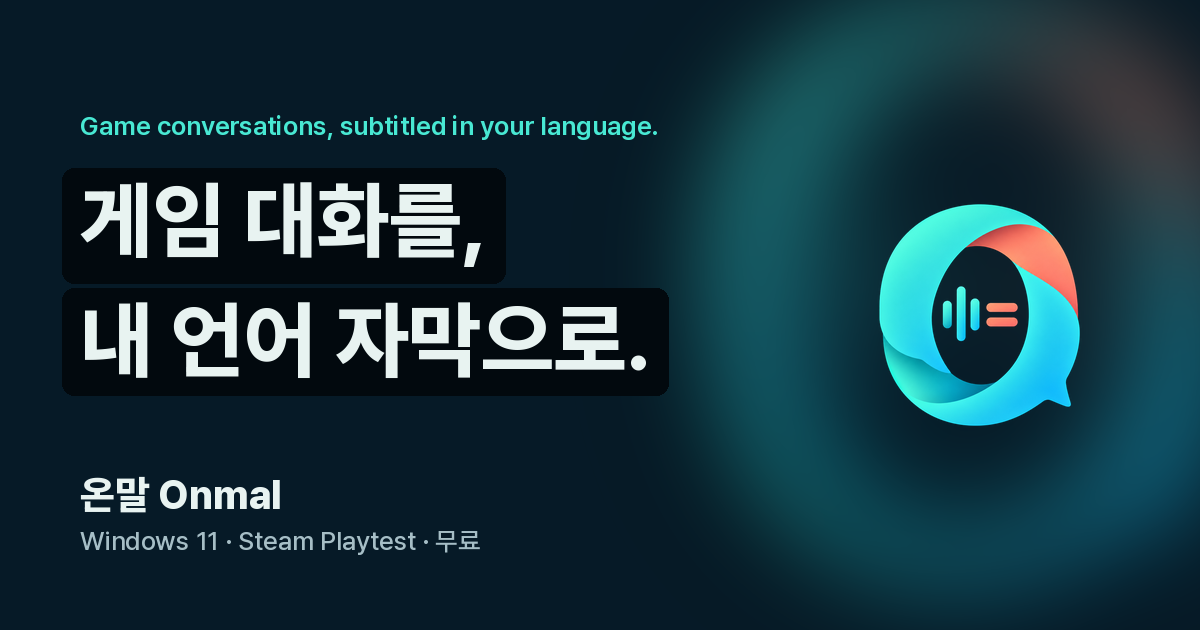 Game conversations, subtitled in your language.
게임 대화를,
내 언어 자막으로.
온말 Onmal
Windows 11 · Steam Playtest · 무료